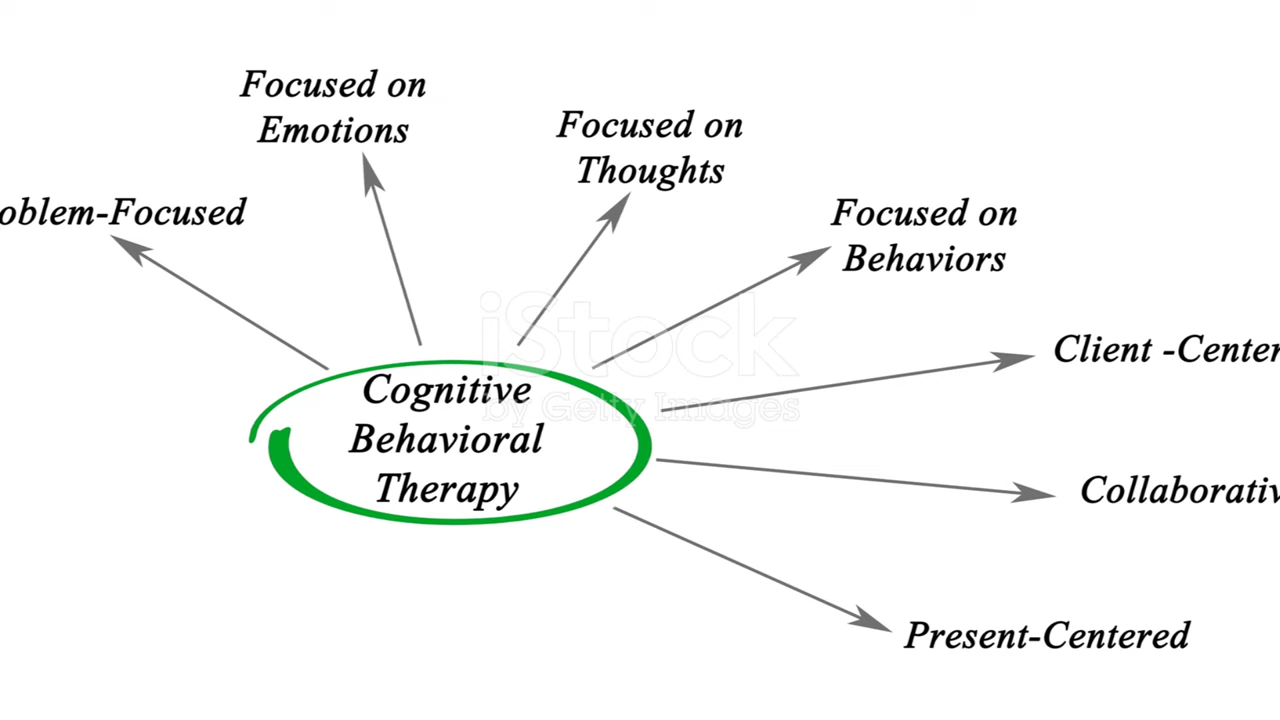 Focused on
Emotions
Focused on
Thoughts
oblem-Focused
Focused on
Behaviors
Client -Center
Collaborativ
Cognitive
Behavioral
Therapy
Present-Centered
iStock
by Getty Images